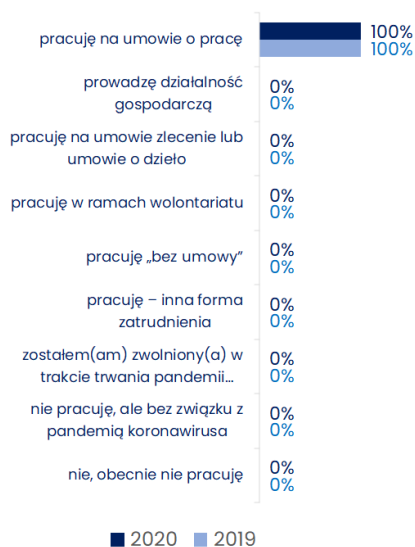 pracuję na umowie o pracę
100%
100%
prowadzę działalność
gospodarczą
0%
0%
pracuję na umowie zlecenie lub
umowie o dzieło
0%
0%
pracuję w ramach wolontariatu
0%
0%
pracuję „bez umowy”
0%
0%
pracuję – inna forma
zatrudnienia
0%
0%
zostałem(am) zwolniony(a) w
trakcie trwania pandemii...
0%
0%
nie pracuję, ale bez związku z
pandemią koronawirusa
0%
0%
nie, obecnie nie pracuję
0%
0%
2020 2019